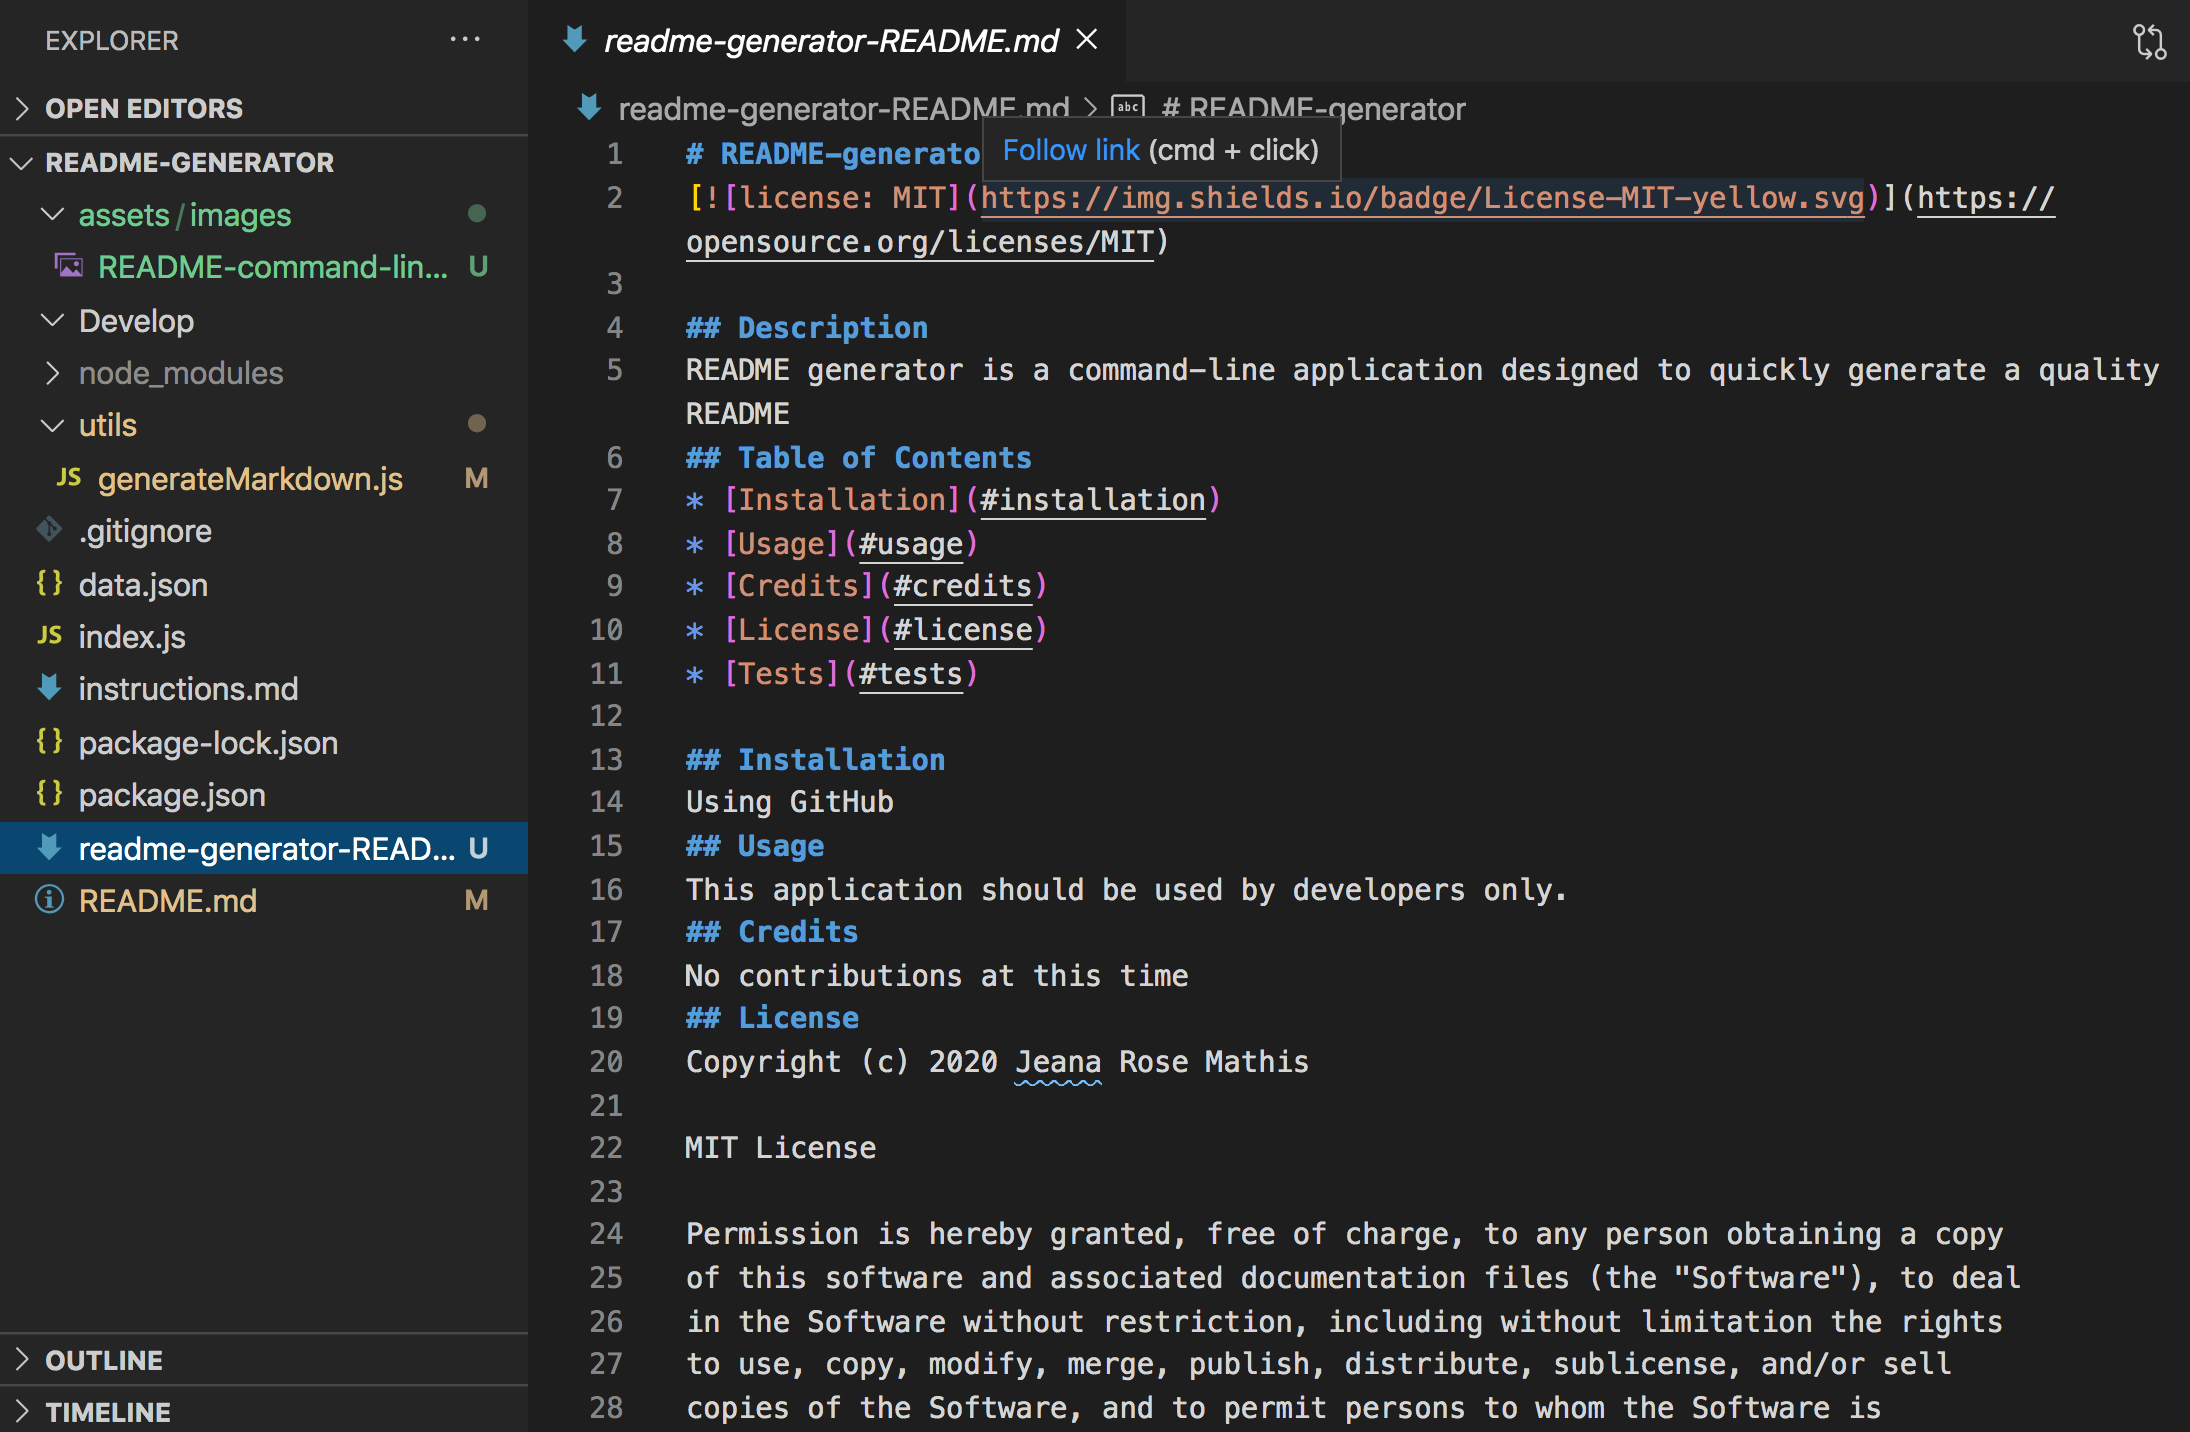 EXPLORER
OPEN EDITORS
README-GENERATOR
assets/images
README-command-lin... U
Develop
node_modules
utils
JS generateMarkdown.js M
.gitignore
{} data.json
JS index.js
instructions.md
{} package-lock.json
{} package.json
readme-generator-READ... U
README.md M
OUTLINE
TIMELINE
readme-generator-README.md
readme-generator-README.md > abc # README-generator
Follow link (cmd + click)
1 # README-generato
2 [![license: MIT](https://img.shields.io/badge/License-MIT-yellow.svg)](https://
opensource.org/licenses/MIT)
3
4 ## Description
5 README generator is a command-line application designed to quickly generate a quality
README
6 ## Table of Contents
7 * [Installation](#installation)
8 * [Usage](#usage)
9 * [Credits](#credits)
10 * [License](#license)
11 * [Tests](#tests)
12
13 ## Installation
14 Using GitHub
15 ## Usage
16 This application should be used by developers only.
17 ## Credits
18 No contributions at this time
19 ## License
20 Copyright (c) 2020 Jeana Rose Mathis
21
22 MIT License
23
24 Permission is hereby granted, free of charge, to any person obtaining a copy
25 of this software and associated documentation files (the "Software"), to deal
26 in the Software without restriction, including without limitation the rights
27 to use, copy, modify, merge, publish, distribute, sublicense, and/or sell
28 copies of the Software, and to permit persons to whom the Software is